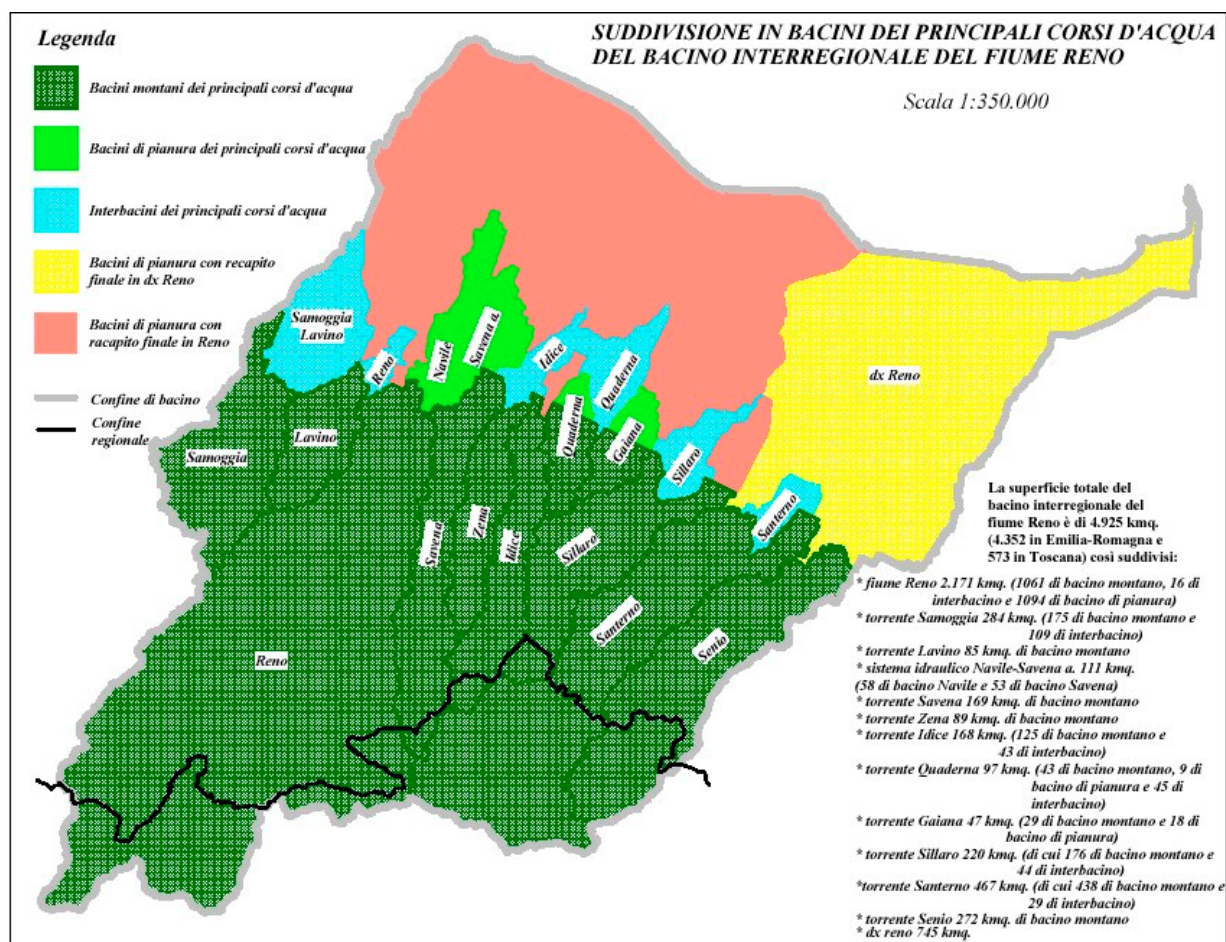 SUDDIVISIONE IN BACINI DEI PRINCIPALI CORSI D'ACQUA
DEL BACINO INTERREGIONALE DEL FIUME RENO
Scala 1:350.000
Legenda
Bacini montani dei principali corsi d'acqua
Bacini di pianura dei principali corsi d'acqua
Interbacini dei principali corsi d'acqua
Bacini di pianura con recapito
finale in dx Reno
Bacini di pianura con
racapito finale in Reno
Confine di bacino
Confine
regionale
Samoggia
Lavino
Reno
Navile
Savena a.
Idice
Quaderna
Quaderna
Gaiana
Sillaro
Santerno
dx Reno
Samoggia
Lavino
Savena
Zena
Idice
Sillaro
Santerno
Senio
Reno
La superficie totale del
bacino interregionale del
fiume Reno è di 4.925 kmq.
(4.352 in Emilia-Romagna e
573 in Toscana) così suddivisi:
* fiume Reno 2.171 kmq. (1061 di bacino montano, 16 di
interbacino e 1094 di bacino di pianura)
* torrente Samoggia 284 kmq. (175 di bacino montano e
109 di interbacino)
* torrente Lavino 85 kmq. di bacino montano
* sistema idraulico Navile-Savena a. 111 kmq.
(58 di bacino Navile e 53 di bacino Savena)
* torrente Savena 169 kmq. di bacino montano
* torrente Zena 89 kmq. di bacino montano
* torrente Idice 168 kmq. (125 di bacino montano e
43 di interbacino)
* torrente Quaderna 97 kmq. (43 di bacino montano, 9 di
bacino di pianura e 45 di
interbacino)
* torrente Gaiana 47 kmq. (29 di bacino montano e 18 di
bacino di pianura)
* torrente Sillaro 220 kmq. (di cui 176 di bacino montano e
44 di interbacino)
*torrente Santerno 467 kmq. (di cui 438 di bacino montano e
29 di interbacino)
* torrente Senio 272 kmq. di bacino montano
* dx reno 745 kmq.